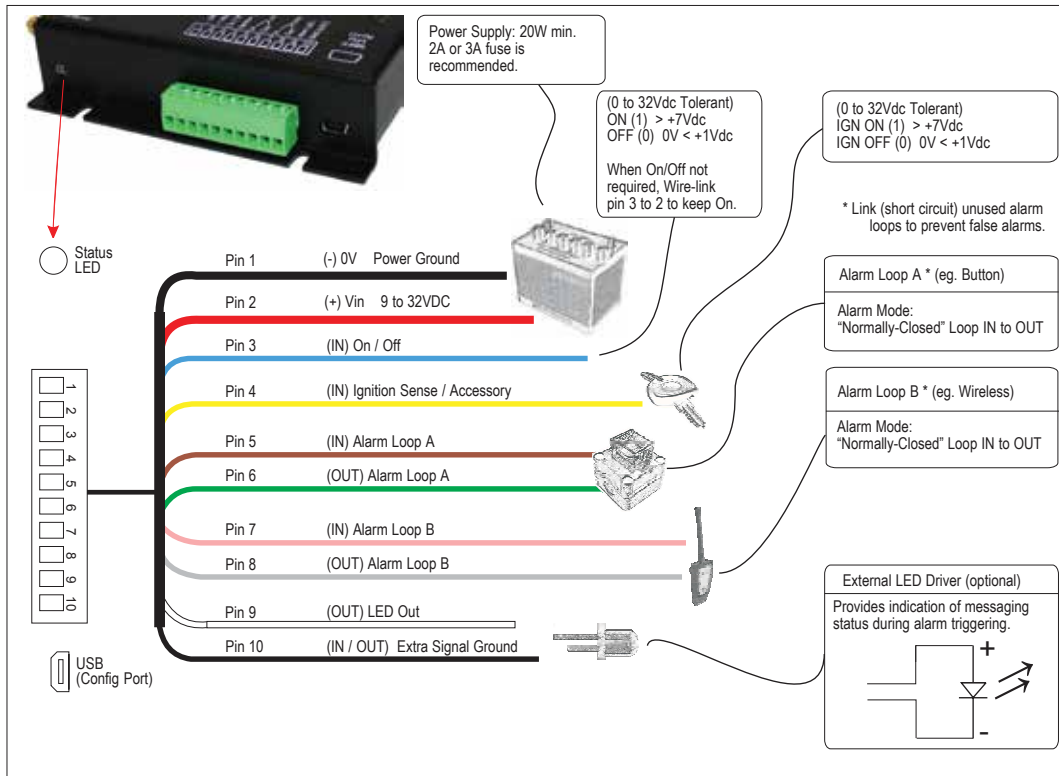 Power Supply: 20W min.
2A or 3A fuse is
recommended.
(0 to 32Vdc Tolerant)
ON (1) > +7Vdc
OFF (0) 0V < +1Vdc
When On/Off not
required, Wire-link
pin 3 to 2 to keep On.
(0 to 32Vdc Tolerant)
IGN ON (1) > +7Vdc
IGN OFF (0) 0V < +1Vdc
* Link (short circuit) unused alarm
loops to prevent false alarms.
Status
LED
Pin 1 (-) 0V Power Ground
Pin 2 (+) Vin 9 to 32VDC
Pin 3 (IN) On / Off
Pin 4 (IN) Ignition Sense / Accessory
Pin 5 (IN) Alarm Loop A
Pin 6 (OUT) Alarm Loop A
Pin 7 (IN) Alarm Loop B
Pin 8 (OUT) Alarm Loop B
Pin 9 (OUT) LED Out
Pin 10 (IN / OUT) Extra Signal Ground
1
2
3
4
5
6
7
8
9
10
USB
(Config Port)
Alarm Loop A * (eg. Button)
Alarm Mode:
“Normally-Closed” Loop IN to OUT
Alarm Loop B * (eg. Wireless)
Alarm Mode:
“Normally-Closed” Loop IN to OUT
External LED Driver (optional)
Provides indication of messaging
status during alarm triggering.
+
-